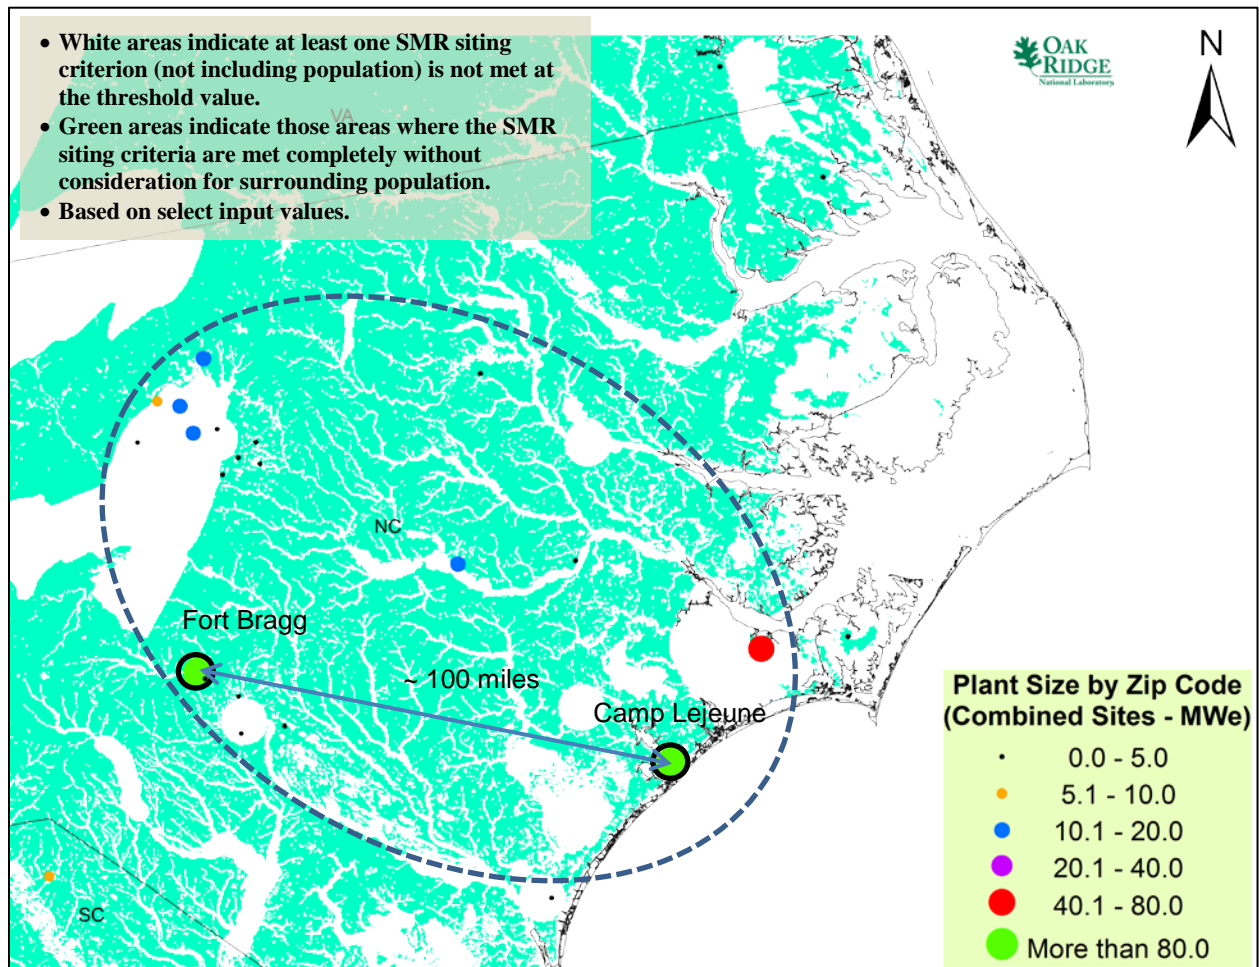 • White areas indicate at least one SMR siting
criterion (not including population) is not met at
the threshold value.
• Green areas indicate those areas where the SMR
siting criteria are met completely without
consideration for surrounding population.
• Based on select input values.
VA
OAK
RIDGE
National Laboratory
N
NC
Fort Bragg
~ 100 miles
Camp Lejeune
SC
Plant Size by Zip Code
(Combined Sites - MWe)
0.0 - 5.0
5.1 - 10.0
10.1 - 20.0
20.1 - 40.0
40.1 - 80.0
More than 80.0